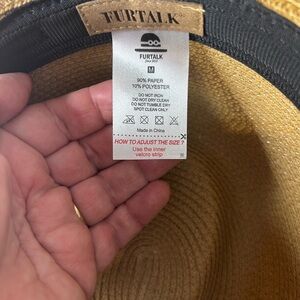 FURTALK
FURTALK
M
90% PAPER
10% POLYESTER
DO NOT IRON
DO NOT DRY CLEAN
DO NOT TUMBLE DRY
SPOT CLEAN ONLY
Made in China
HOW TO ADJUST THE SIZE ?
Use the inner
velcro strip